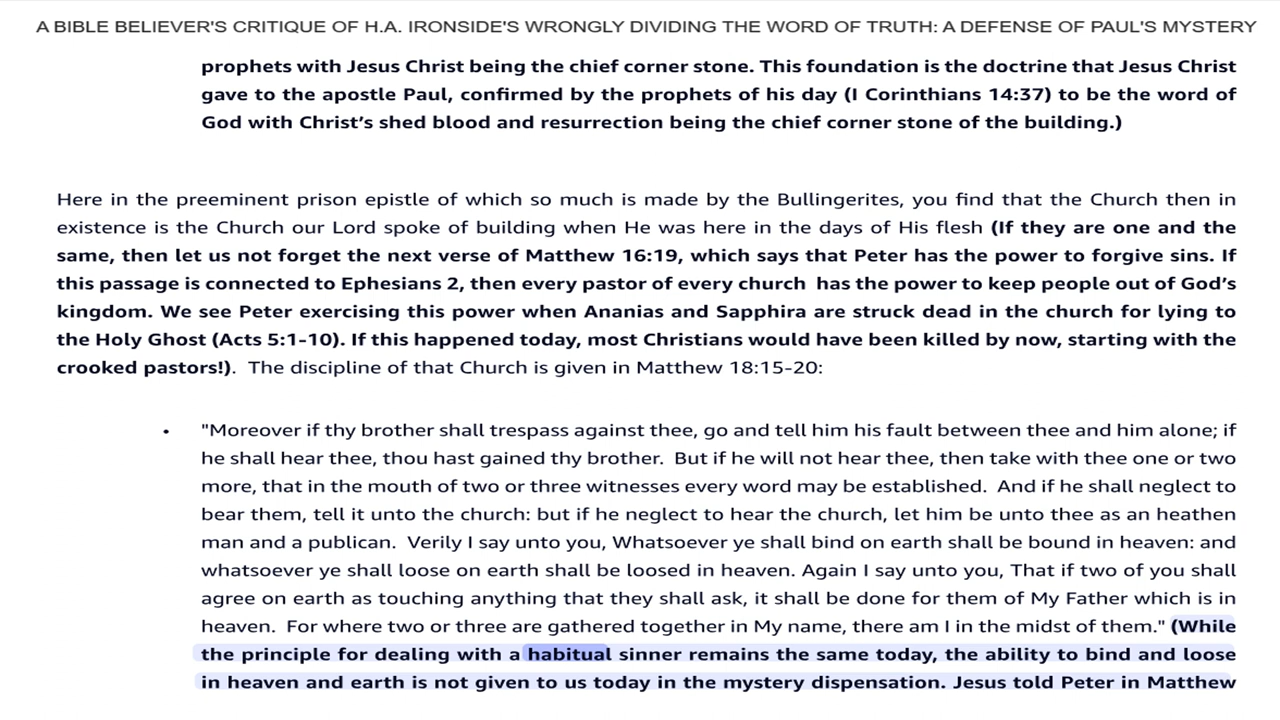 A BIBLE BELIEVER'S CRITIQUE OF H.A. IRONSIDE'S WRONGLY DIVIDING THE WORD OF TRUTH: A DEFENSE OF PAUL'S MYSTERY
prophets with Jesus Christ being the chief corner stone. This foundation is the doctrine that Jesus Christ
gave to the apostle Paul, confirmed by the prophets of his day (I Corinthians 14:37) to be the word of
God with Christ’s shed blood and resurrection being the chief corner stone of the building.)
Here in the preeminent prison epistle of which so much is made by the Bullingerites, you find that the Church then in
existence is the Church our Lord spoke of building when He was here in the days of His flesh (If they are one and the
same, then let us not forget the next verse of Matthew 16:19, which says that Peter has the power to forgive sins. If
this passage is connected to Ephesians 2, then every pastor of every church has the power to keep people out of God’s
kingdom. We see Peter exercising this power when Ananias and Sapphira are struck dead in the church for lying to
the Holy Ghost (Acts 5:1-10). If this happened today, most Christians would have been killed by now, starting with the
crooked pastors!). The discipline of that Church is given in Matthew 18:15-20:
• "Moreover if thy brother shall trespass against thee, go and tell him his fault between thee and him alone; if
he shall hear thee, thou hast gained thy brother. But if he will not hear thee, then take with thee one or two
more, that in the mouth of two or three witnesses every word may be established. And if he shall neglect to
bear them, tell it unto the church: but if he neglect to hear the church, let him be unto thee as an heathen
man and a publican. Verily I say unto you, Whatsoever ye shall bind on earth shall be bound in heaven: and
whatsoever ye shall loose on earth shall be loosed in heaven. Again I say unto you, That if two of you shall
agree on earth as touching anything that they shall ask, it shall be done for them of My Father which is in
heaven. For where two or three are gathered together in My name, there am I in the midst of them." (While
the principle for dealing with a habitual sinner remains the same today, the ability to bind and loose
in heaven and earth is not given to us today in the mystery dispensation. Jesus told Peter in Matthew